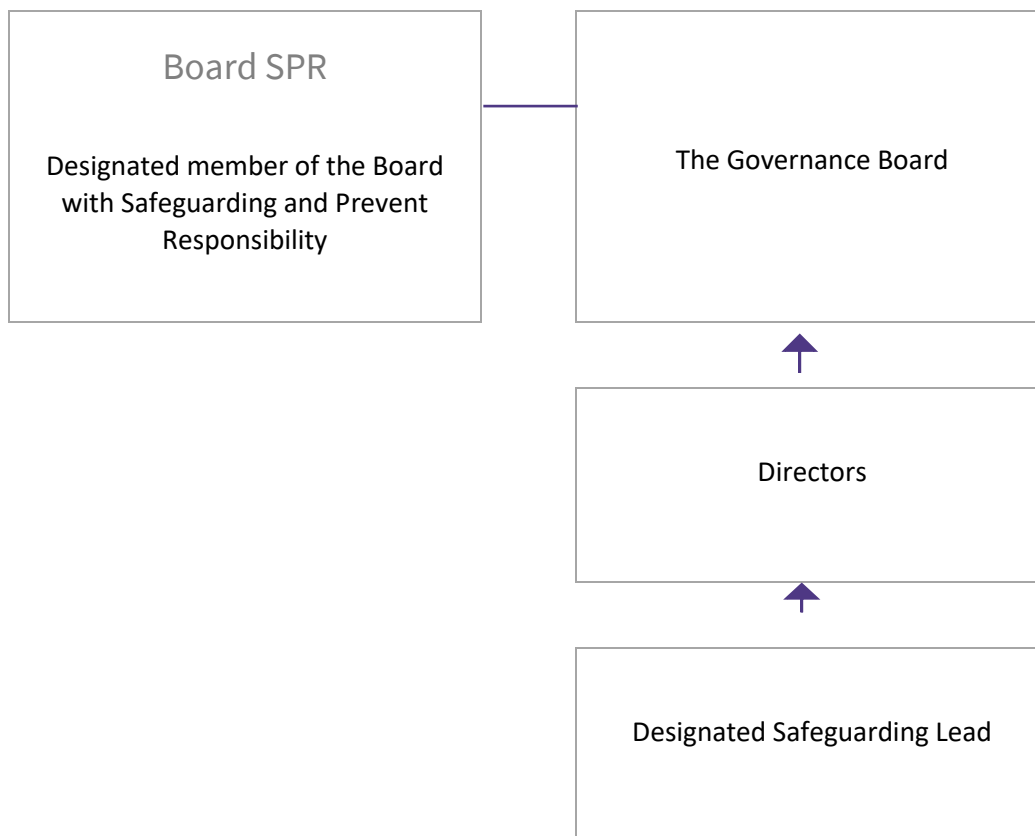 Board SPR
Designated member of the Board
with Safeguarding and Prevent
Responsibility
The Governance Board
Directors
Designated Safeguarding Lead